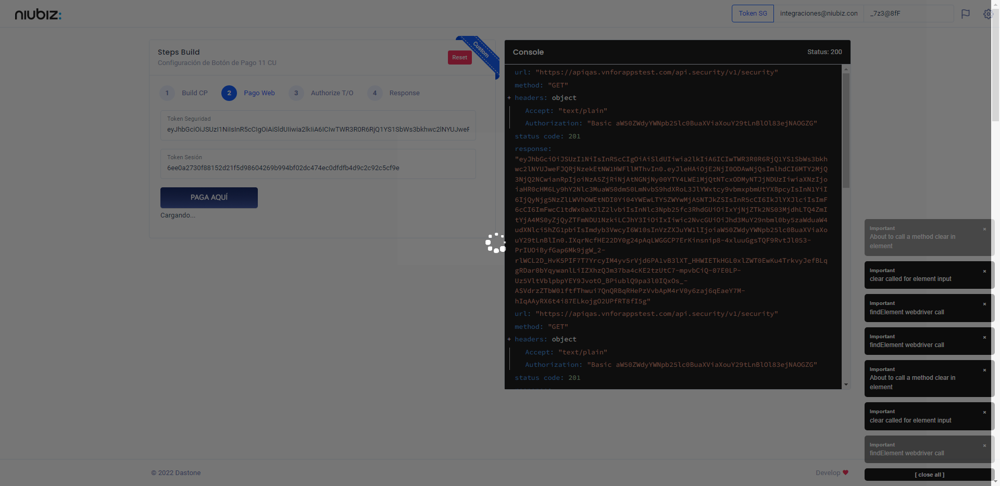 niubiz:
Token SG
integraciones@niubiz.con
_7z3@8fF
Steps Build
Configuración de Botón de Pago 11 CU
Reset
Custom
1 Build CP
2 Pago Web
3 Authorize T/O
4 Response
Token Seguridad
eyJhbGciOiJSUzI1NiIsInR5cCIgOiAiSldUIiwia2lkIiA6ICIwTWR3R0R6RjQ1YS1SbWs3bkhwc2lNYUJweF
Token Sesión
6ee0a2730f88152d21f5d98604269b994bf02dc474ec0dfdfb4d9c2c92c5cf9e
PAGA AQUÍ
Cargando...
Console
Status: 200
url: "https://apiqas.vnforappstest.com/api.security/v1/security"
method: "GET"
+ headers: object
Accept: "text/plain"
Authorization: "Basic aW50ZWdyYWNpb25lc0BuaXViaXouY29tLnBlOl83ejNAOGZG"
status code: 201
response:
"eyJhbGciOiJSUzI1NiIsInR5cCIgOiAiSldUIiwia2lkIiA6ICIwTWR3R0R6RjQ1YS1SbWs3bkh
wc2lNYUJweFJQRjNzekEtNW1HWFllMThvIn0.eyJleHAiOjE2NjI0ODAwNjQsImlhdCI6MTY2MjQ
3NjQ2NCwianRpIjoiNzA5ZjRiNjAtNGNjNy00YTY4LWE1MjQtNTcxODMyNTJjNDUzIiwiaXNzIjo
iaHR0cHM6Ly9hY2Nlc3MuaW50dm50LmNvbS9hdXRoL3JlYWxtcy9vbmxpbmUtYXBpcyIsInN1YiI
6IjQyNjg5NzZlLWVhOWEtNDI0Yi04YWEwLTY5ZWYwMjA5NTJkZSIsInR5cCI6IkJlYXJlciIsImF
6cCI6ImFwcC1tdWx0aXJlZ2lvbiIsInNlc3Npb25fc3RhdGUiOiIxYjNjZTk2NS03MjdhLTQ4ZmI
tYjA4MS0yZjQyZTFmNDU1NzkiLCJhY3IiOiIxIiwic2NvcGUiOiJhd3MuY29nbml0by5zaWduaW4
udXNlci5hZG1pbiIsImdyb3VwcyI6W10sInVzZXJuYW1lIjoiaW50ZWdyYWNpb25lc0BuaXViaXo
uY29tLnBlIn0.IXqrNcfHE22DY0g24pAqLWGGCP7ErKinsnip8-4xluuGgsTQF9RvtJl053-
PrIUOiByfGap6Mk9jgW_2-
rlWCL2D_HvK5PIF7T7YrcyIM4yv5rVjd6PA1vB3lXT_HHWIETkHGL0xlZWT0EwKu4TrkvyJefBLq
gRDar0bYqywanlLiIZXhzQJm37ba4cKE2tzUtC7-mpvbCiQ-07E0LP-
Uz5VltVblpbpYEY9JvotO_BPiublQ9pa3l0IQxOs_-
ASVdrzZTbW01ftfThwui7QnQRBqRHePzVvbApM4rV0y6zaj6qEaeY7M-
hIqAAyRX6t4i87ELkojgO2UPfRT8fI5g"
url: "https://apiqas.vnforappstest.com/api.security/v1/security"
method: "GET"
+ headers: object
Accept: "text/plain"
Authorization: "Basic aW50ZWdyYWNpb25lc0BuaXViaXouY29tLnBlOl83ejNAOGZG"
status code: 201
Important ×
About to call a method clear in
element
Important ×
clear called for element input
Important ×
findElement webdriver call
Important ×
findElement webdriver call
Important ×
About to call a method clear in
element
Important ×
clear called for element input
Important ×
findElement webdriver call
[ close all ]
© 2022 Dastone
Develop